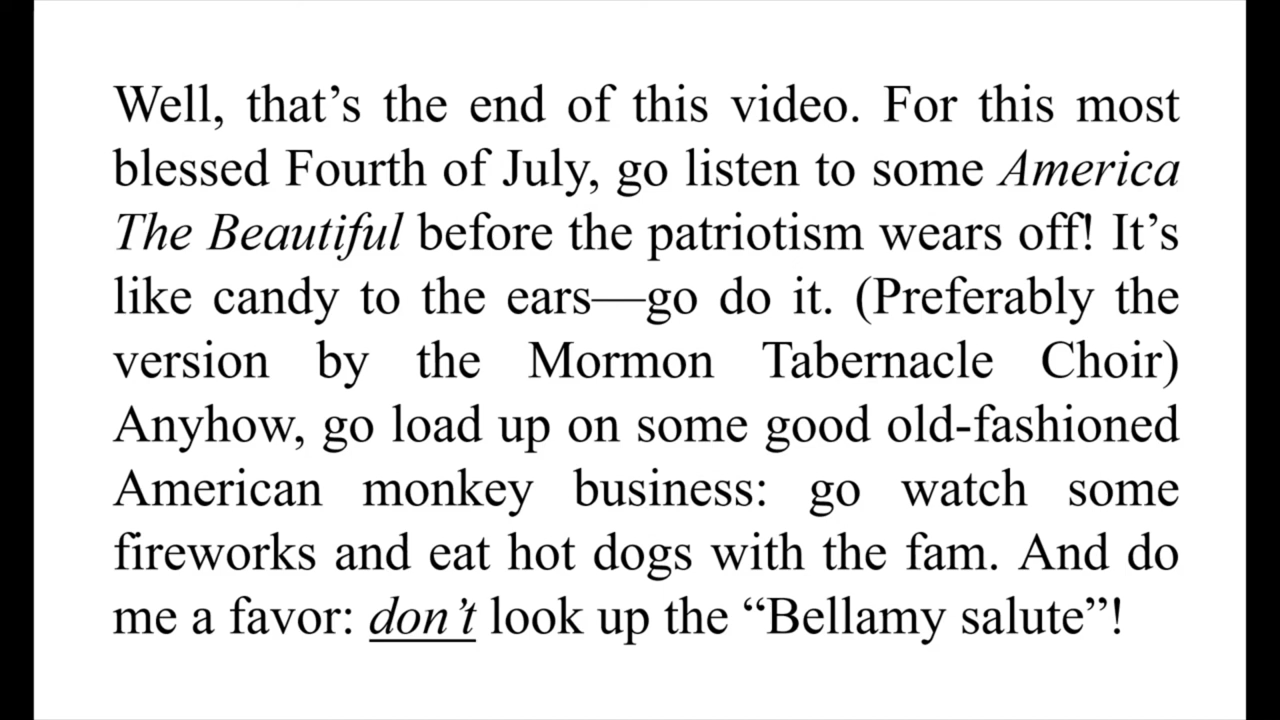 Well, that’s the end of this video. For this most
blessed Fourth of July, go listen to some America
The Beautiful before the patriotism wears off! It’s
like candy to the ears—go do it. (Preferably the
version by the Mormon Tabernacle Choir)
Anyhow, go load up on some good old-fashioned
American monkey business: go watch some
fireworks and eat hot dogs with the fam. And do
me a favor: don’t look up the “Bellamy salute”!